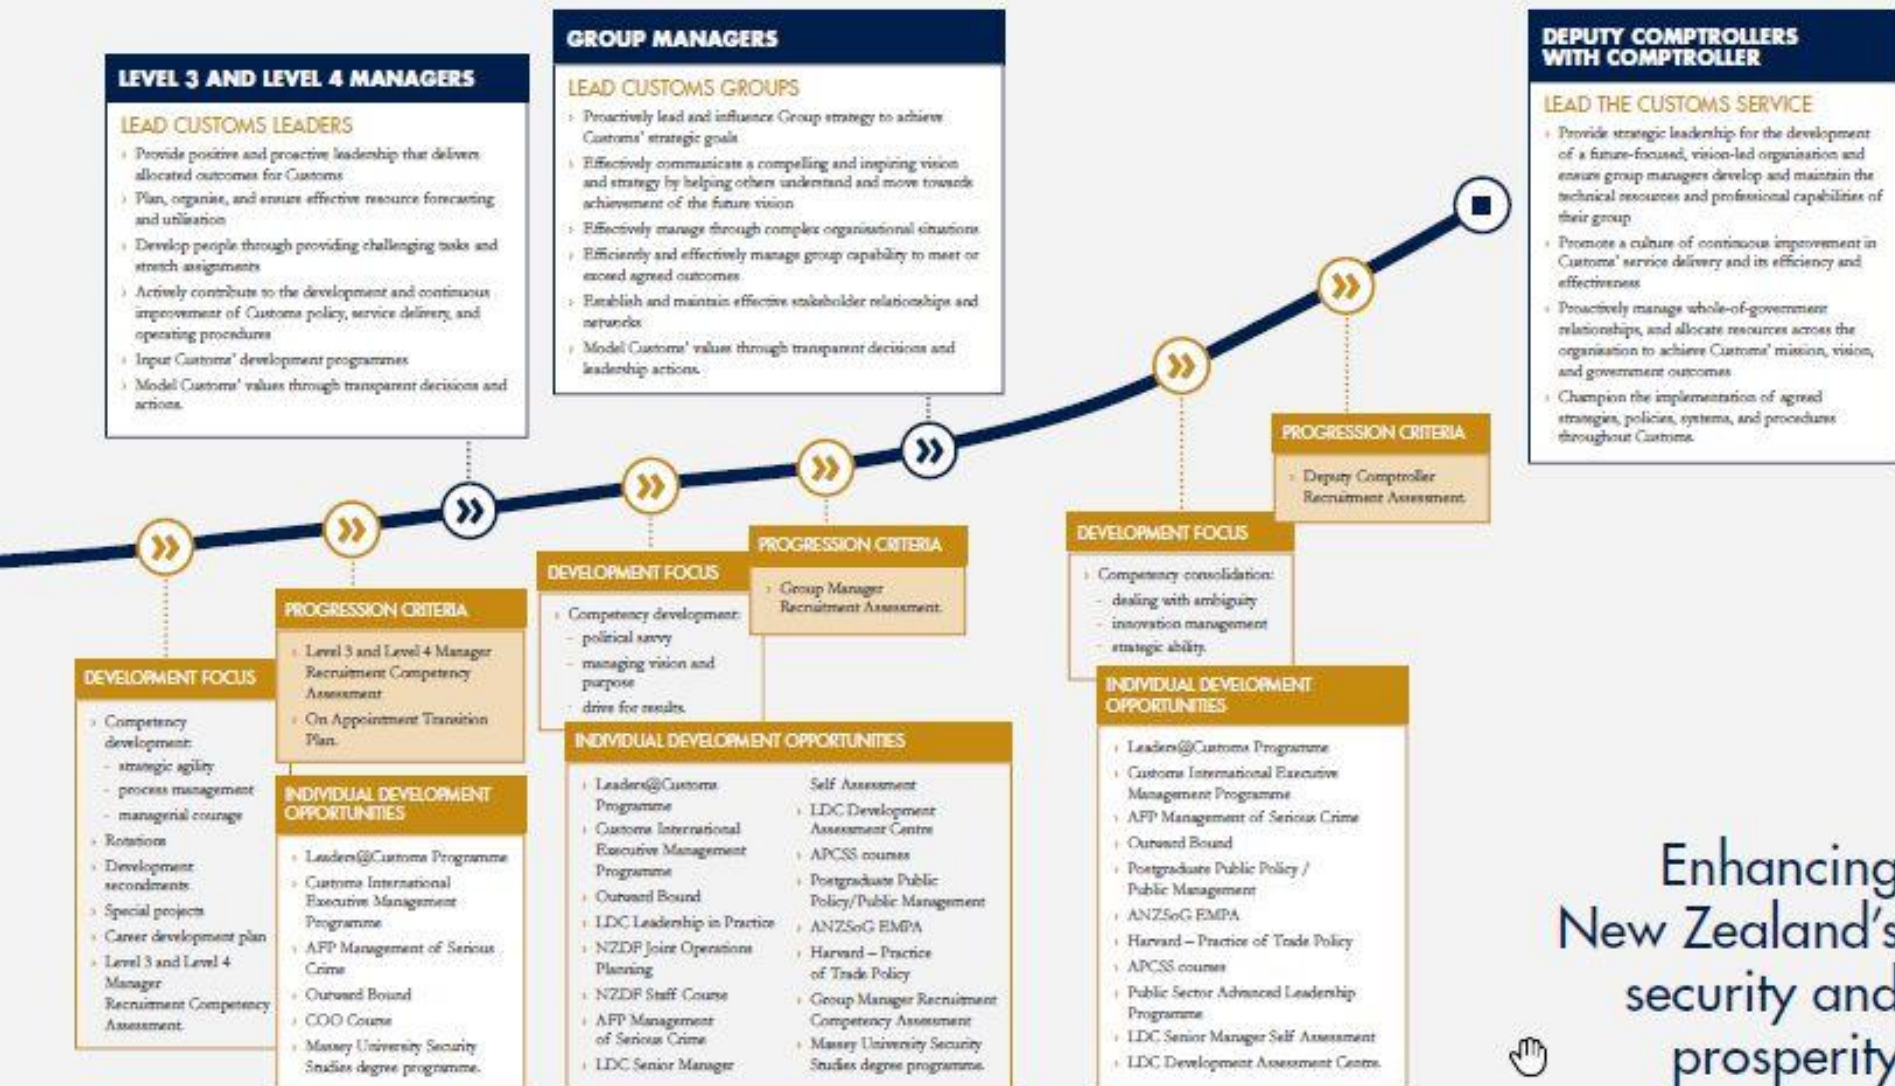 LEVEL 3 AND LEVEL 4 MANAGERS
LEAD CUSTOMS LEADERS
› Provide positive and proactive leadership that delivers
allocated outcomes for Customs
› Plan, organise, and ensure effective resource forecasting
and utilisation
› Develop people through providing challenging tasks and
stretch assignments
› Actively contribute to the development and continuous
improvement of Customs policy, service delivery, and
operating procedures
› Input Customs' development programmes
› Model Customs' values through transparent decisions and
actions.
GROUP MANAGERS
LEAD CUSTOMS GROUPS
› Proactively lead and influence Group strategy to achieve
Customs' strategic goals
› Effectively communicate a compelling and inspiring vision
and strategy by helping others understand and move towards
achievement of the future vision
› Effectively manage through complex organisational situations
› Efficiently and effectively manage group capability to meet or
exceed agreed outcomes
› Establish and maintain effective stakeholder relationships and
networks
› Model Customs' values through transparent decisions and
leadership actions.
DEPUTY COMPTROLLERS
WITH COMPTROLLER
LEAD THE CUSTOMS SERVICE
› Provide strategic leadership for the development
of a future-focused, vision-led organisation and
ensure group managers develop and maintain the
technical resources and professional capabilities of
their group
› Promote a culture of continuous improvement in
Customs' service delivery and its efficiency and
effectiveness
› Proactively manage whole-of-government
relationships, and allocate resources across the
organisation to achieve Customs' mission, vision,
and government outcomes
› Champion the implementation of agreed
strategies, policies, systems, and procedures
throughout Customs.
DEVELOPMENT FOCUS
› Competency
development:
- strategic agility
- process management
- managerial courage
› Rotations
› Development
secondments
› Special projects
› Career development plan
› Level 3 and Level 4
Manager
Recruitment Competency
Assessment.
PROGRESSION CRITERIA
› Level 3 and Level 4 Manager
Recruitment Competency
Assessment
› On Appointment Transition
Plan.
INDIVIDUAL DEVELOPMENT
OPPORTUNITIES
› Leaders@Customs Programme
› Customs International
Executive Management
Programme
› AFP Management of Serious
Crime
› Outward Bound
› COO Course
› Massey University Security
Studies degree programme.
DEVELOPMENT FOCUS
› Competency development:
- political savvy
- managing vision and
purpose
- drive for results.
PROGRESSION CRITERIA
› Group Manager
Recruitment Assessment.
INDIVIDUAL DEVELOPMENT OPPORTUNITIES
› Leaders@Customs
Programme
› Customs International
Executive Management
Programme
› Outward Bound
› LDC Leadership in Practice
› NZDF Joint Operations
Planning
› NZDF Staff Course
› AFP Management
of Serious Crime
› LDC Senior Manager
Self Assessment
› LDC Development
Assessment Centre
› APCSS courses
› Postgraduate Public
Policy/Public Management
› ANZSoG EMPA
› Harvard – Practice
of Trade Policy
› Group Manager Recruitment
Competency Assessment
› Massey University Security
Studies degree programme.
DEVELOPMENT FOCUS
› Competency consolidation:
- dealing with ambiguity
- innovation management
- strategic ability.
PROGRESSION CRITERIA
› Deputy Comptroller
Recruitment Assessment.
INDIVIDUAL DEVELOPMENT
OPPORTUNITIES
› Leaders@Customs Programme
› Customs International Executive
Management Programme
› AFP Management of Serious Crime
› Outward Bound
› Postgraduate Public Policy /
Public Management
› ANZSoG EMPA
› Harvard – Practice of Trade Policy
› APCSS courses
› Public Sector Advanced Leadership
Programme
› LDC Senior Manager Self Assessment
› LDC Development Assessment Centre.
Enhancing
New Zealand's
security and
prosperity